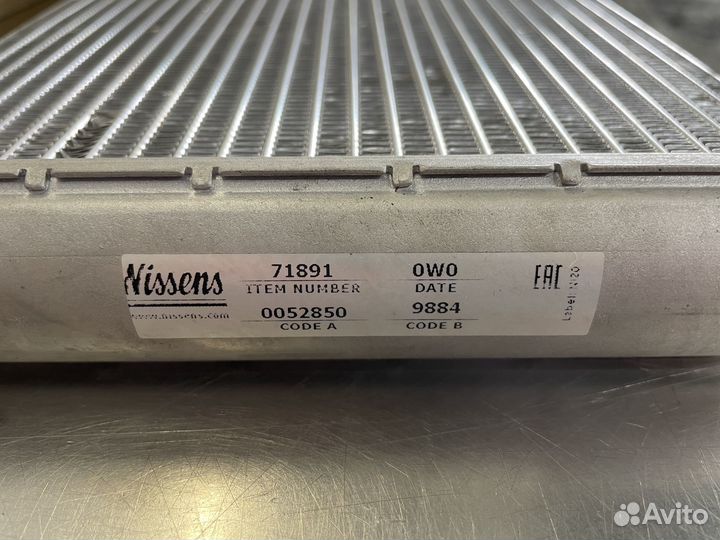 Nissens
www.nissens.com
71891
ITEM NUMBER
0052850
CODE A
0W0
DATE
9884
CODE B
EAC
Avito